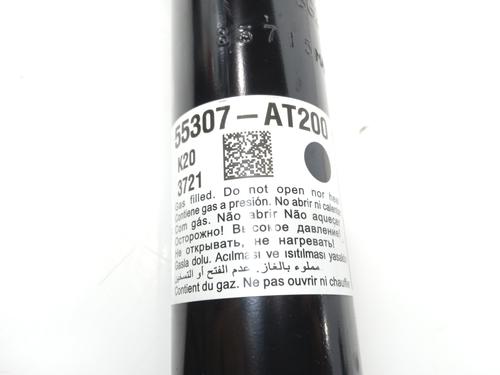 55307-AT200
K20
3721
Gas filled. Do not open nor heat
Contiene gas a presión. No abrir ni calentar
Com gás. Não abrir Não aquecer
Осторожно! Высокое давление!
Не открывать, не нагревать!
Gasla dolu. Acılması ve ısıtılması yasaktır
مملوء بالغاز. عدم الفتح أو التسخين
Contient du gaz. Ne pas ouvrir ni chauffer